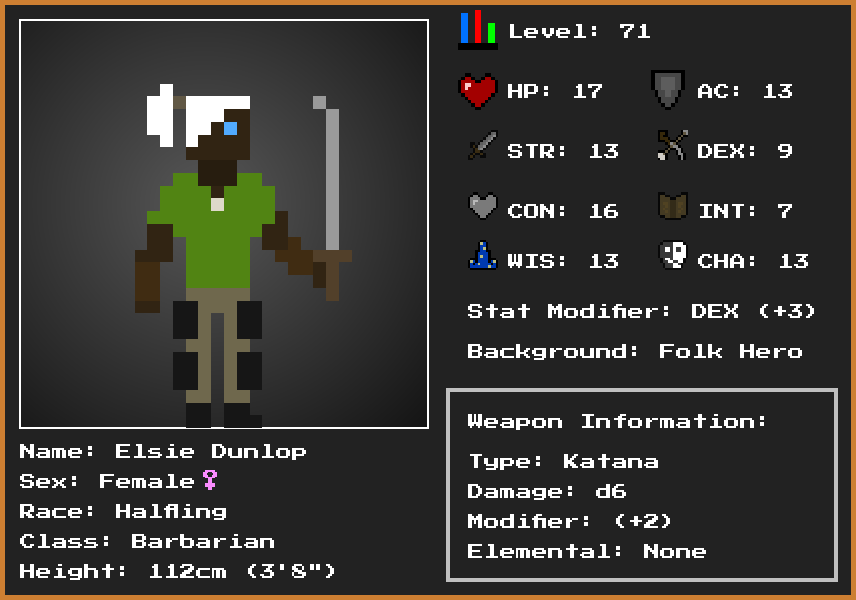 Level: 71
HP: 17 AC: 13
STR: 13 DEX: 9
CON: 16 INT: 7
WIS: 13 CHA: 13
Stat Modifier: DEX (+3)
Background: Folk Hero
Weapon Information:
Type: Katana
Damage: d6
Modifier: (+2)
Elemental: None
Name: Elsie Dunlop
Sex: Female♀
Race: Halfling
Class: Barbarian
Height: 112cm (3'8")